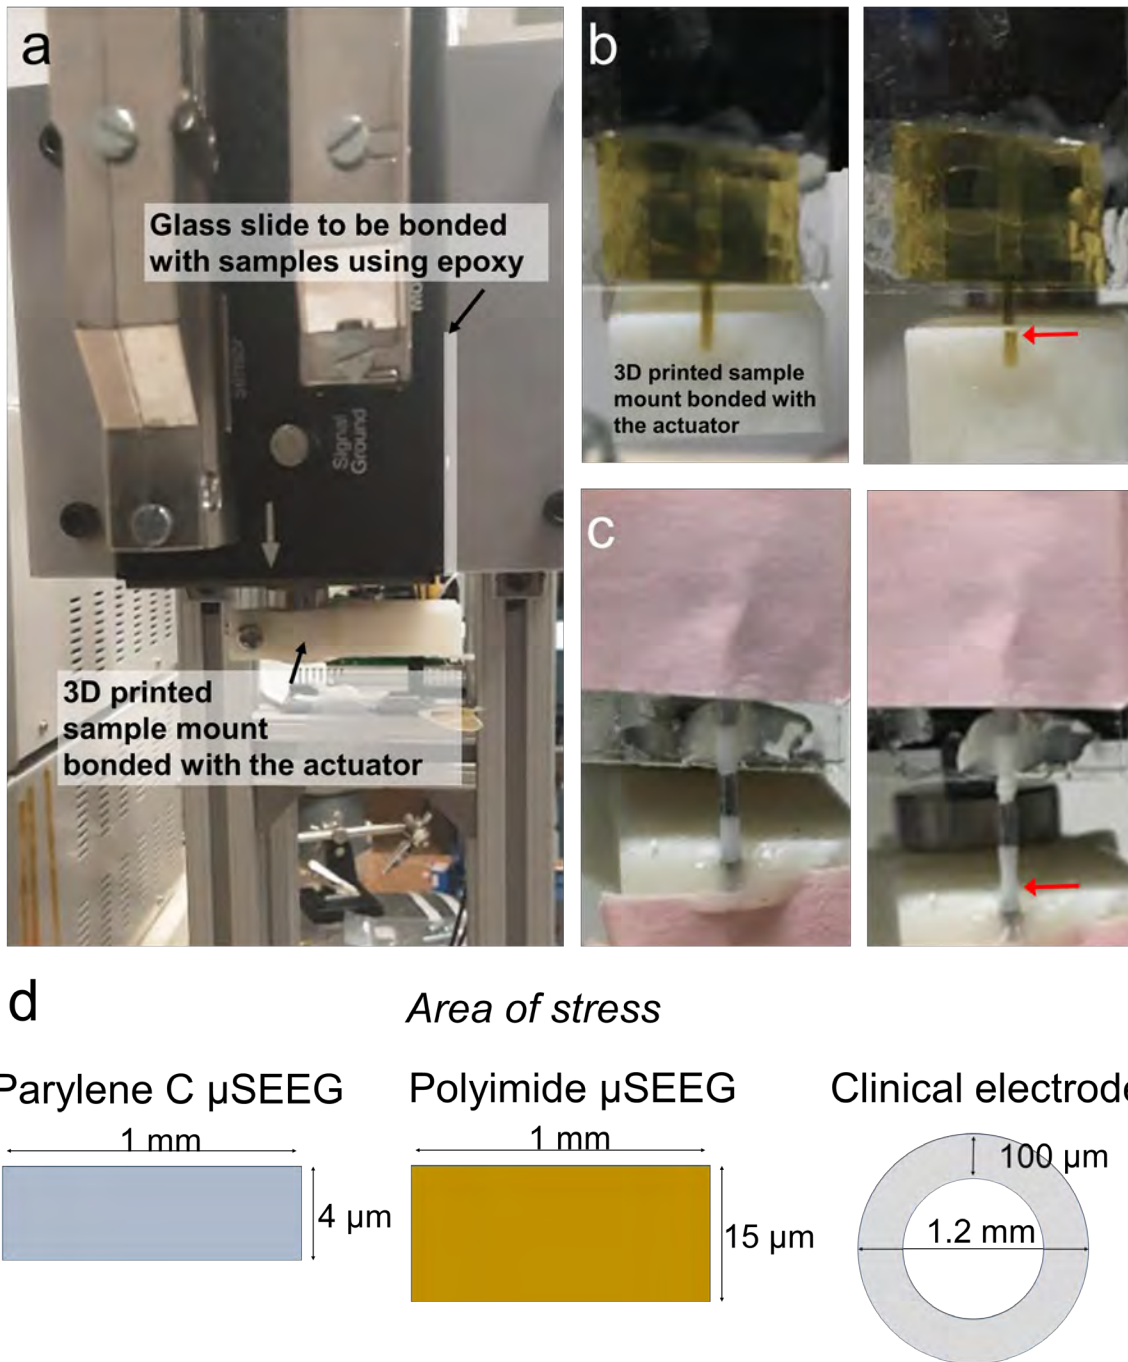 a
Glass slide to be bonded
with samples using epoxy
Signal
Ground
3D printed
sample mount
bonded with the actuator
b
3D printed sample
mount bonded with
the actuator
c
d
Area of stress
Parylene C µSEEG
1 mm
4 µm
Polyimide µSEEG
1 mm
15 µm
Clinical electrode
100 µm
1.2 mm